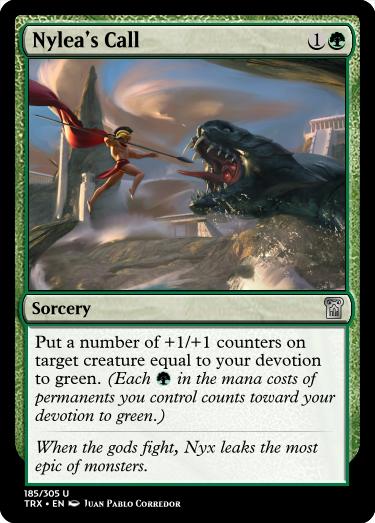 Nylea's Call 1
Sorcery
Put a number of +1/+1 counters on
target creature equal to your devotion
to green. (Each in the mana costs of
permanents you control counts toward your
devotion to green.)
When the gods fight, Nyx leaks the most
epic of monsters.
185/305 U
TRX • EN Juan Pablo Corredor